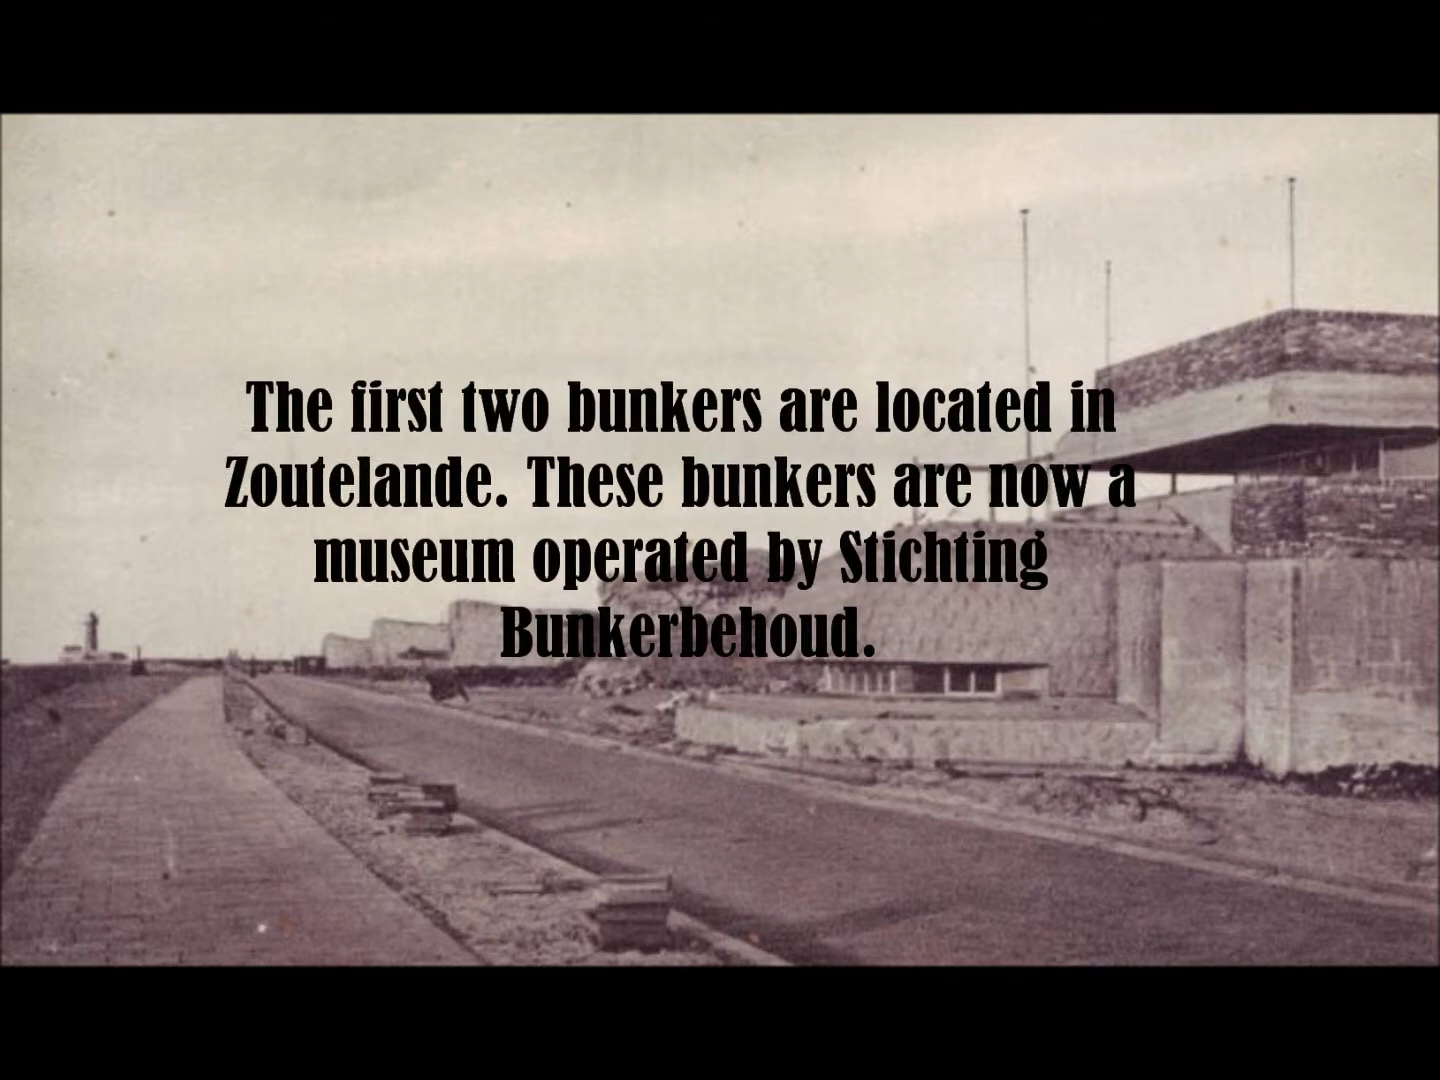 The first two bunkers are located in
Zoutelande. These bunkers are now a
museum operated by Stichting
Bunkerbehoud.